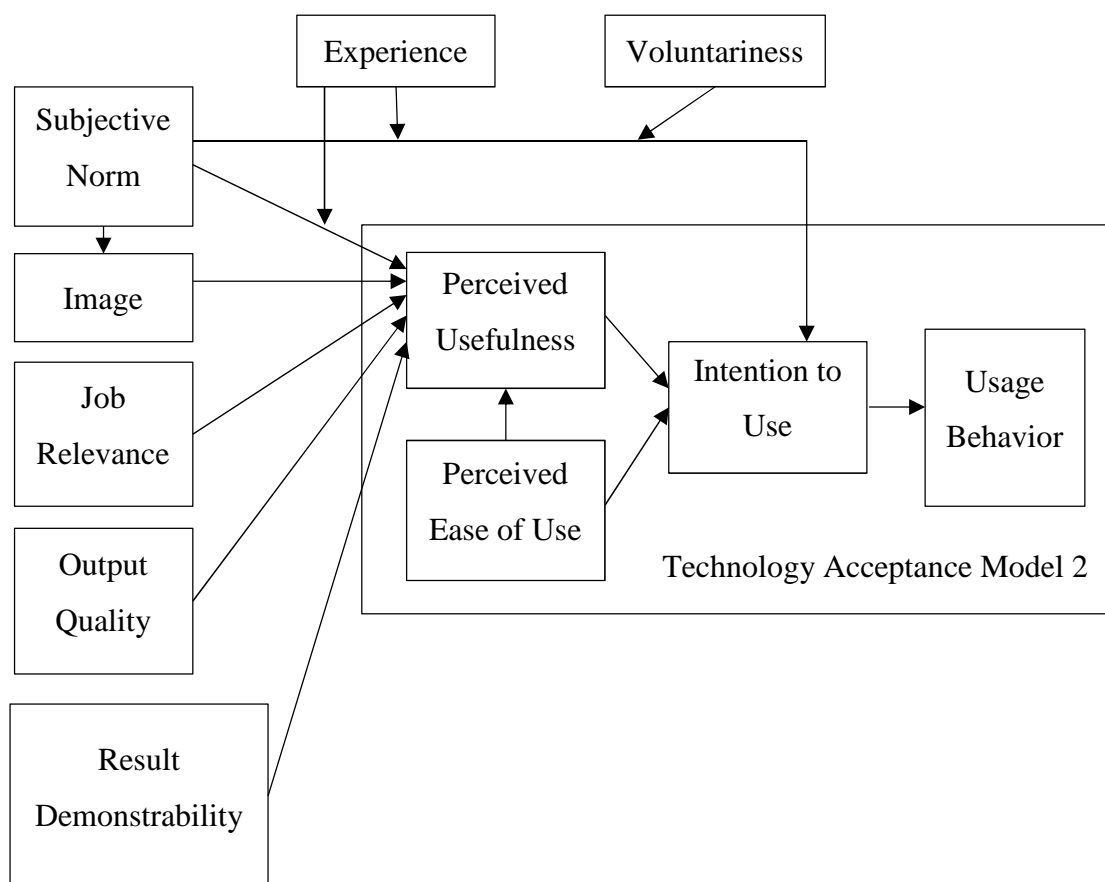 Experience
Voluntariness
Subjective
Norm
Image
Perceived
Usefulness
Job
Relevance
Intention to
Use
Usage
Behavior
Perceived
Ease of Use
Output
Quality
Technology Acceptance Model 2
Result
Demonstrability